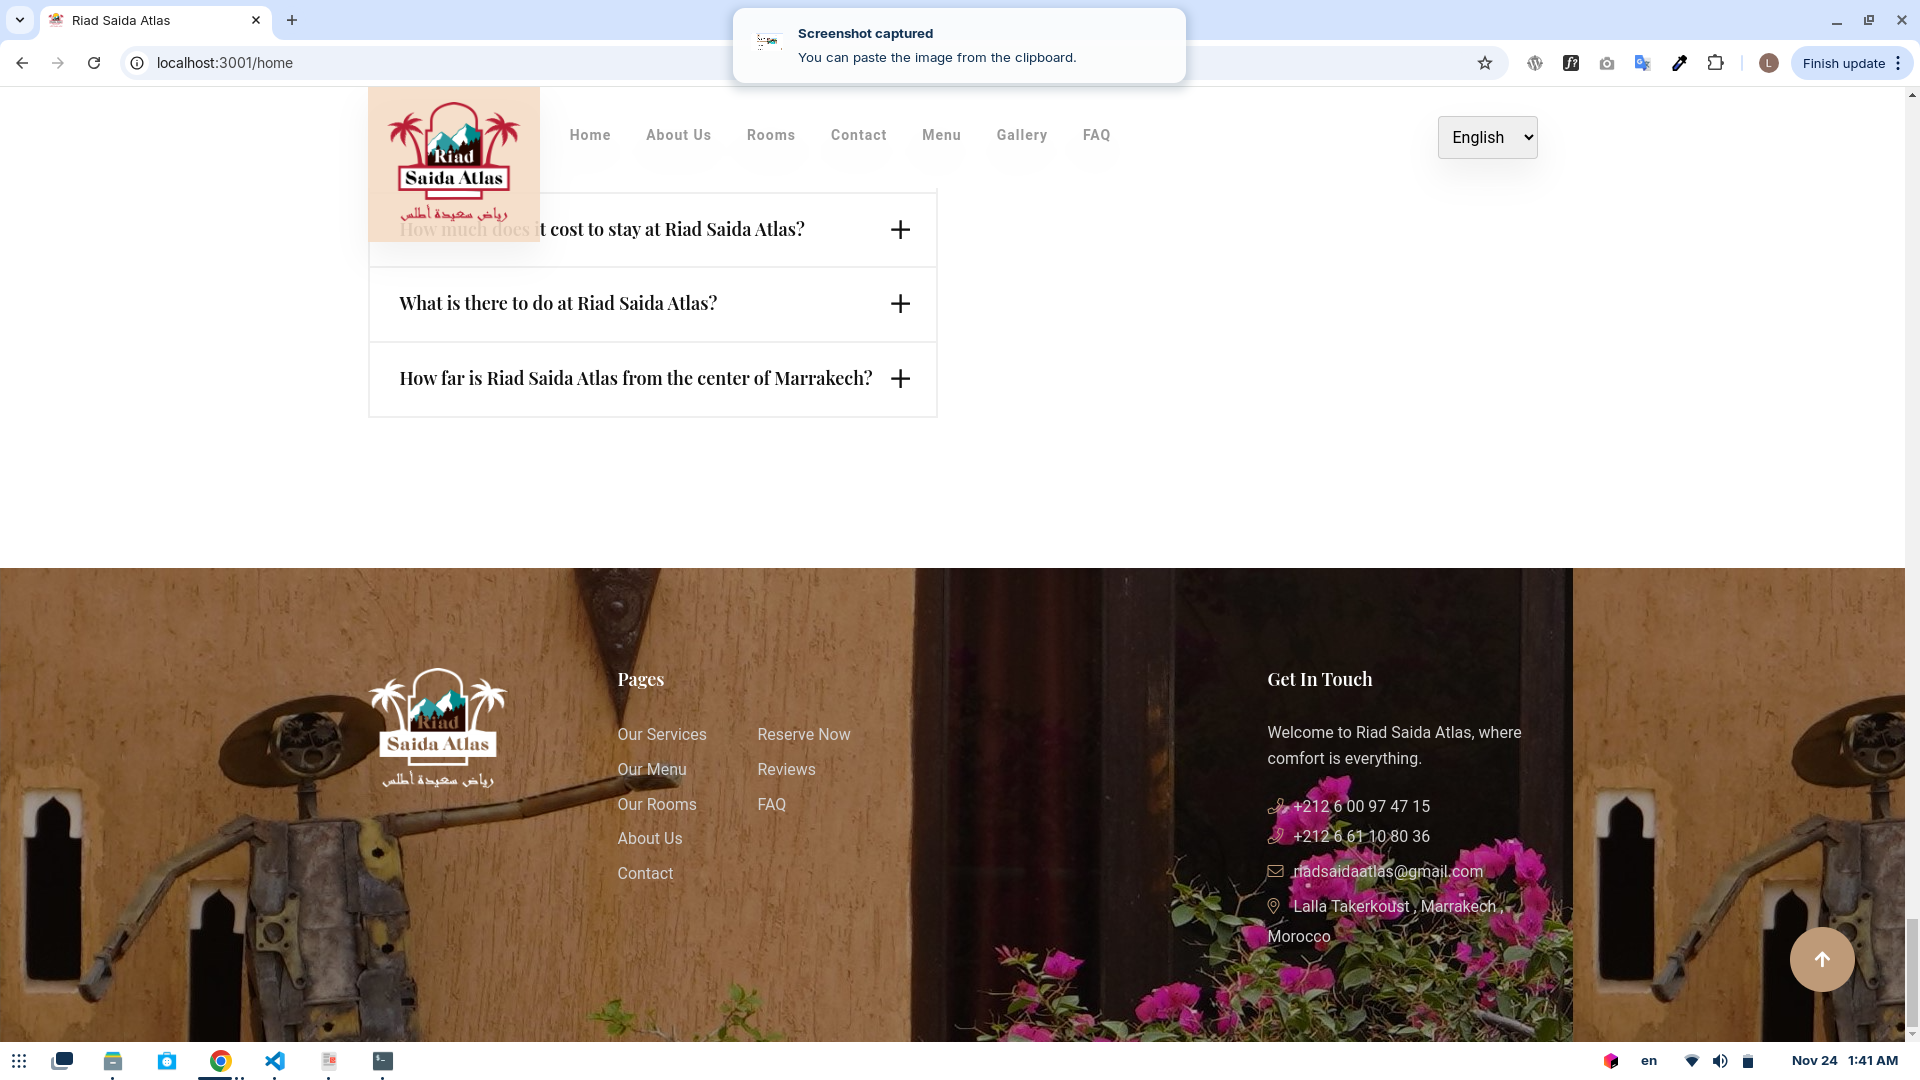 Riad Saida Atlas
Screenshot captured
You can paste the image from the clipboard.
localhost:3001/home
L
Finish update
Riad
Saida Atlas
رياض سعيدة أطلس
Home
About Us
Rooms
Contact
Menu
Gallery
FAQ
English
How much does it cost to stay at Riad Saida Atlas?
What is there to do at Riad Saida Atlas?
How far is Riad Saida Atlas from the center of Marrakech?
Riad
Saida Atlas
رياض سعيدة أطلس
Pages
Our Services
Our Menu
Our Rooms
About Us
Contact
Reserve Now
Reviews
FAQ
Get In Touch
Welcome to Riad Saida Atlas, where
comfort is everything.
+212 6 00 97 47 15
+212 6 61 10 80 36
riadsaidaatlas@gmail.com
Lalla Takerkoust , Marrakech ,
Morocco
en
Nov 24 1:41 AM